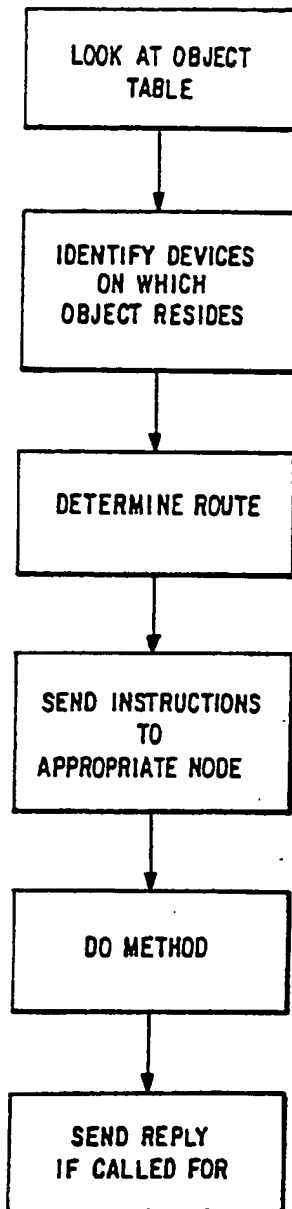 LOOK AT OBJECT
TABLE
IDENTIFY DEVICES
ON WHICH
OBJECT RESIDES
DETERMINE ROUTE
SEND INSTRUCTIONS
TO
APPROPRIATE NODE
DO METHOD
SEND REPLY
IF CALLED FOR